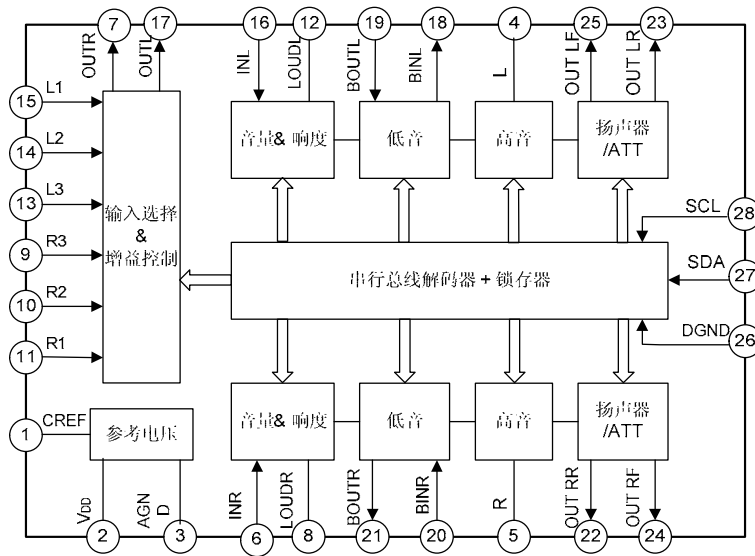 7 17 16 12 19 18 4 25 23
OUTR OUTL INL LOUDL BOUTL BINL L OUT LF OUT LR
15 L1
14 L2
13 L3
9 R3
10 R2
11 R1
输入选择
&
增益控制
音量& 响度
低音
高音
扬声器
/ATT
SCL 28
SDA 27
DGND 26
串行总线解码器 + 锁存器
音量& 响度
低音
高音
扬声器
/ATT
1 CREF
参考电压
VDD AGN
D
INR LOUDR BOUTR BINR R OUT RR OUT RF
2 3 6 8 21 20 5 22 24